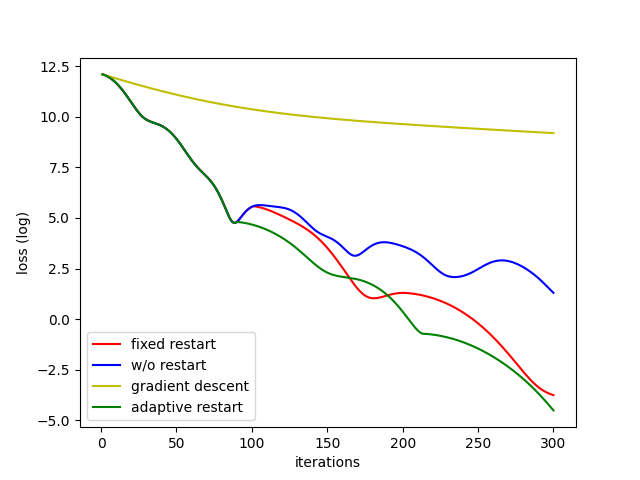 12.5
10.0
7.5
5.0
2.5
0.0
−2.5
−5.0
loss (log)
fixed restart
w/o restart
gradient descent
adaptive restart
0 50 100 150 200 250 300
iterations